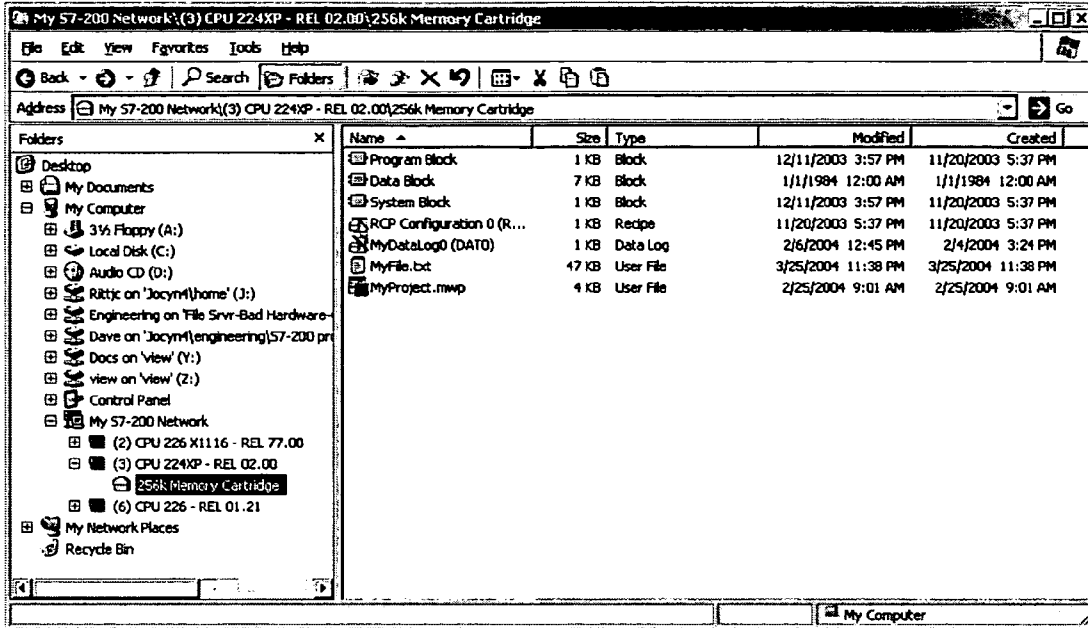 My S7-200 Network\(3) CPU 224XP - REL 02.00\256k Memory Cartridge
File Edit View Favorites Tools Help
Back Search Folders
Address My S7-200 Network\(3) CPU 224XP - REL 02.00\256k Memory Cartridge Go
Folders x Name Size Type Modified Created
Desktop
My Documents
My Computer
3½ Floppy (A:)
Local Disk (C:)
Audio CD (D:)
Rittjc on 'Jocyn4\home' (J:)
Engineering on 'File Srvr-Bad Hardware-
Dave on 'Jocyn4\engineering\S7-200 pr
Docs on 'view' (Y:)
view on 'view' (Z:)
Control Panel
My S7-200 Network
(2) CPU 226 X1116 - REL 77.00
(3) CPU 224XP - REL 02.00
256k Memory Cartridge
(6) CPU 226 - REL 01.21
My Network Places
Recycle Bin
Program Block 1 KB Block 12/11/2003 3:57 PM 11/20/2003 5:37 PM
Data Block 7 KB Block 1/1/1984 12:00 AM 1/1/1984 12:00 AM
System Block 1 KB Block 12/11/2003 3:57 PM 11/20/2003 5:37 PM
RCP Configuration 0 (R... 1 KB Recipe 11/20/2003 5:37 PM 11/20/2003 5:37 PM
MyDataLog0 (DAT0) 1 KB Data Log 2/6/2004 12:45 PM 2/4/2004 3:24 PM
MyFile.txt 47 KB User File 3/25/2004 11:38 PM 3/25/2004 11:38 PM
MyProject.mwp 4 KB User File 2/25/2004 9:01 AM 2/25/2004 9:01 AM
My Computer